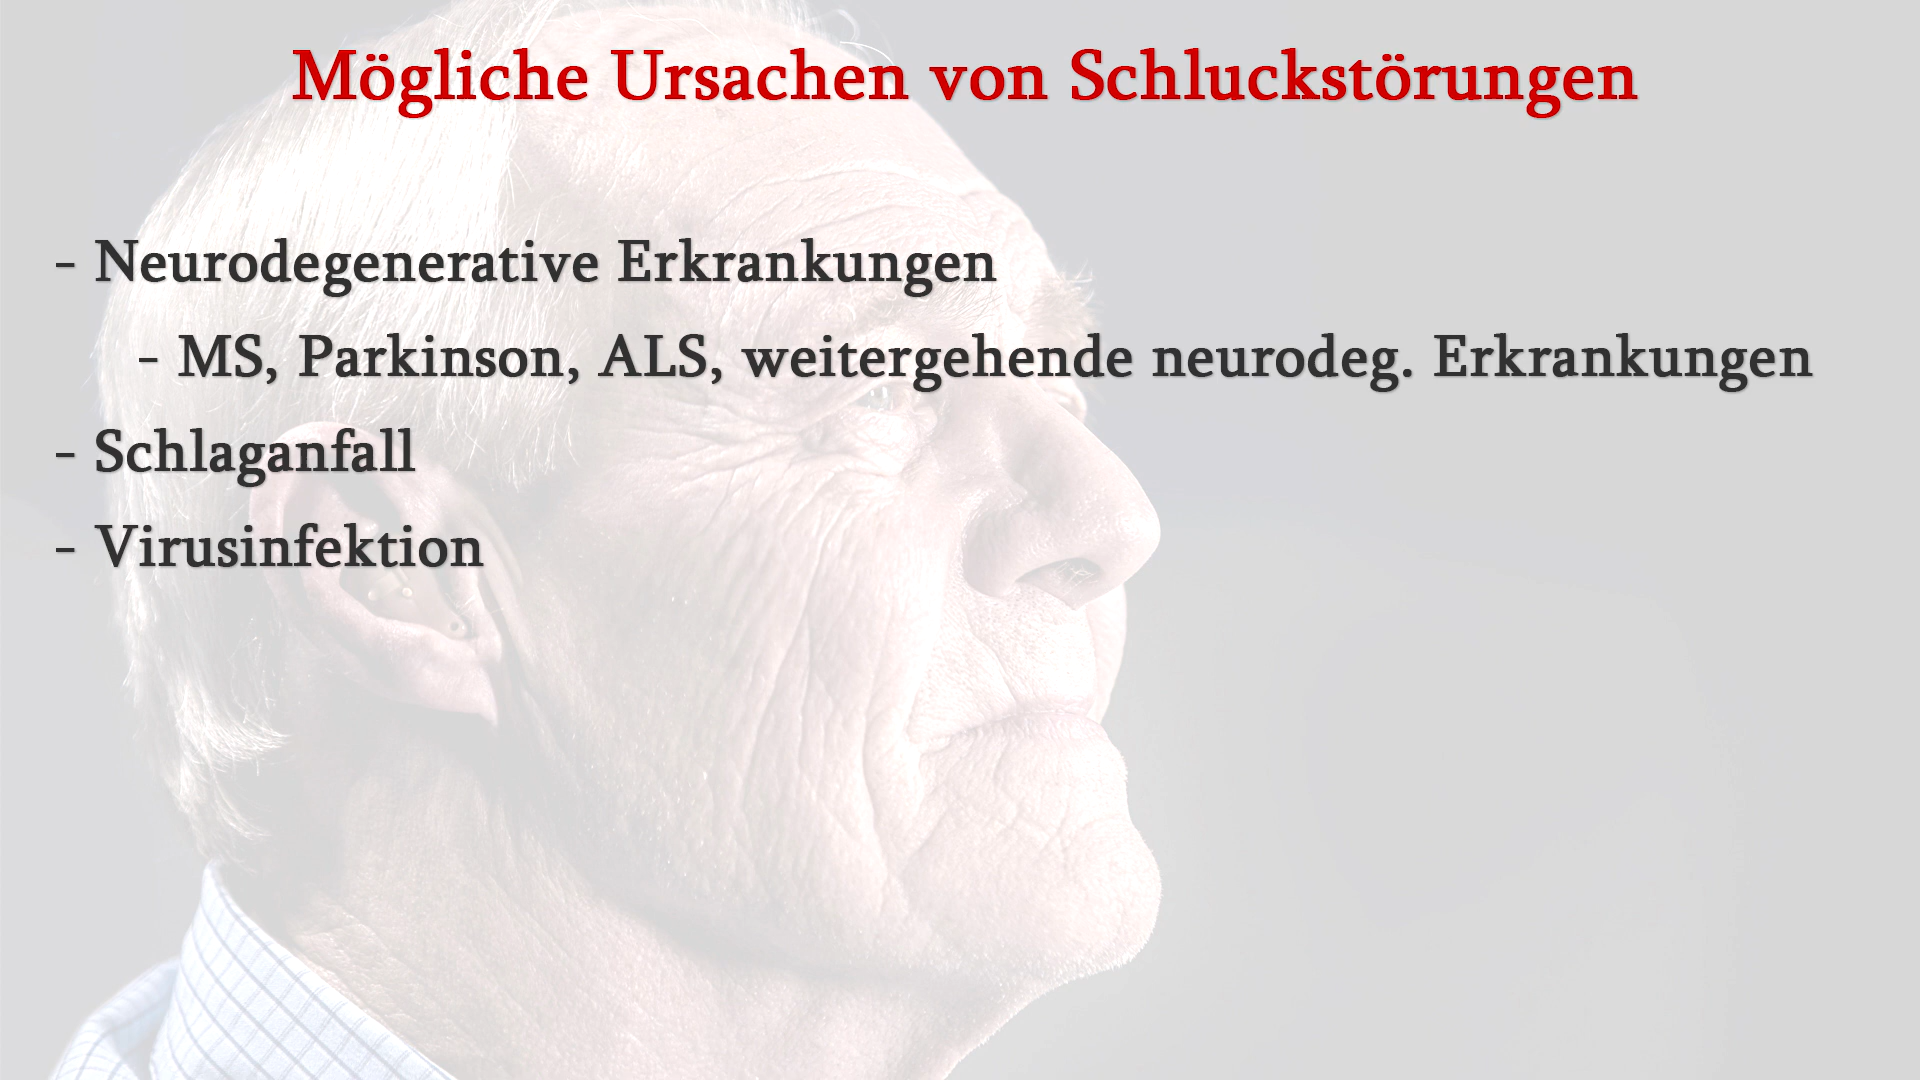 Mögliche Ursachen von Schluckstörungen
- Neurodegenerative Erkrankungen
- MS, Parkinson, ALS, weitergehende neurodeg. Erkrankungen
- Schlaganfall
- Virusinfektion